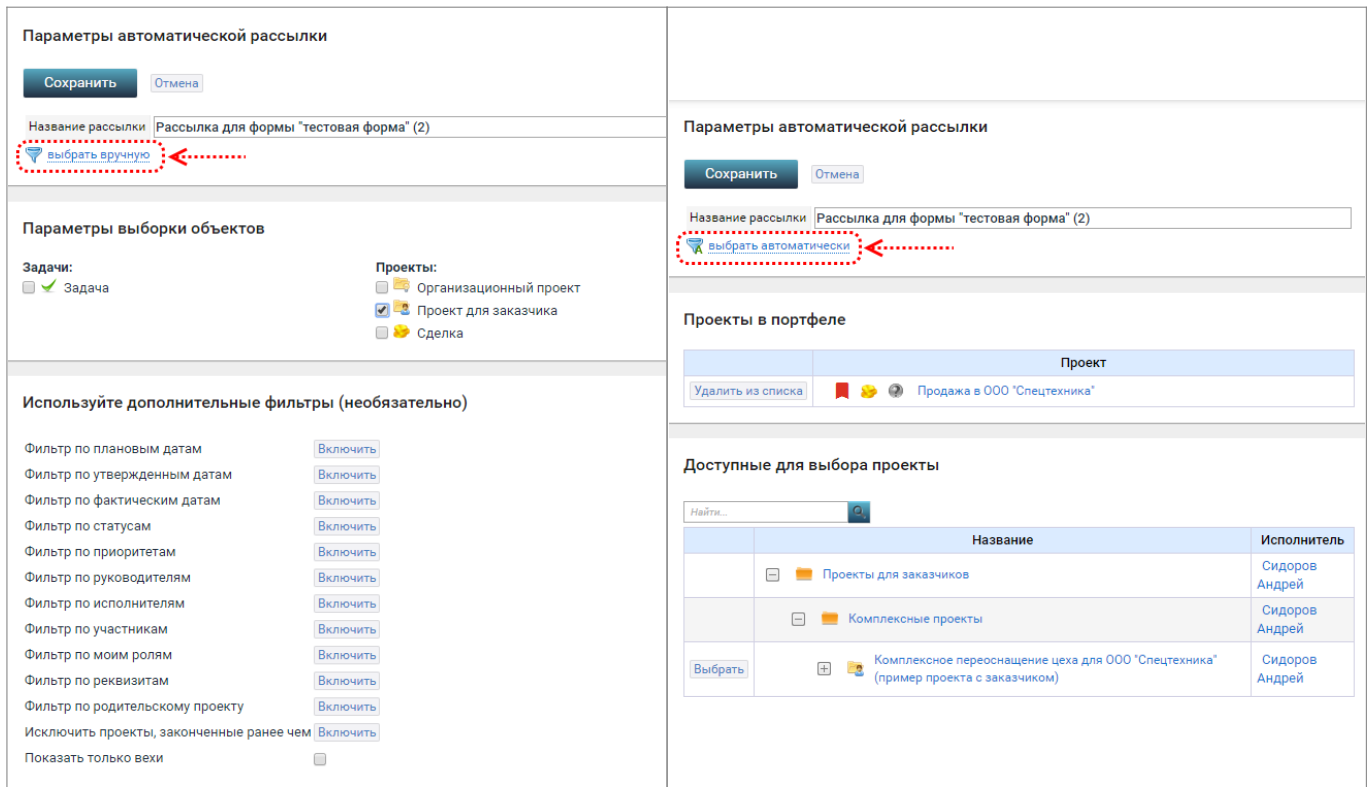 Параметры автоматической рассылки
Сохранить Отмена
Название рассылки Рассылка для формы "тестовая форма" (2)
выбрать вручную
Параметры выборки объектов
Задачи: Проекты:
Задача Организационный проект
Проект для заказчика
Сделка
Используйте дополнительные фильтры (необязательно)
Фильтр по плановым датам Включить
Фильтр по утвержденным датам Включить
Фильтр по фактическим датам Включить
Фильтр по статусам Включить
Фильтр по приоритетам Включить
Фильтр по руководителям Включить
Фильтр по исполнителям Включить
Фильтр по участникам Включить
Фильтр по моим ролям Включить
Фильтр по реквизитам Включить
Фильтр по родительскому проекту Включить
Исключить проекты, законченные ранее чем Включить
Показать только вехи
Параметры автоматической рассылки
Сохранить Отмена
Название рассылки Рассылка для формы "тестовая форма" (2)
выбрать автоматически
Проекты в портфеле
Проект
Удалить из списка Продажа в ООО "Спецтехника"
Доступные для выбора проекты
Найти...
Название Исполнитель
Проекты для заказчиков Сидоров
Андрей
Комплексные проекты Сидоров
Андрей
Выбрать Комплексное переоснащение цеха для ООО "Спецтехника" Сидоров
(пример проекта с заказчиком) Андрей